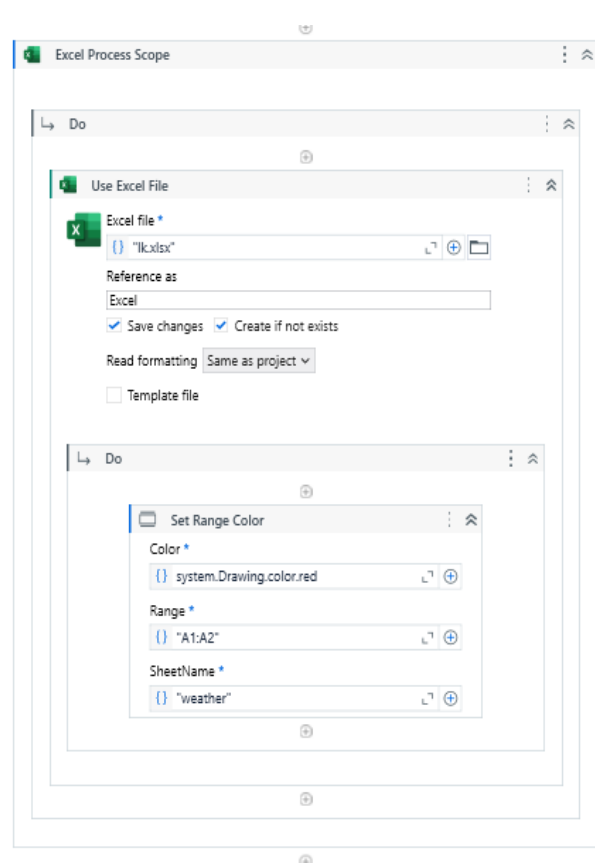 Excel Process Scope
Do
Use Excel File
Excel file *
"lk.xlsx"
Reference as
Excel
Save changes Create if not exists
Read formatting Same as project
Template file
Do
Set Range Color
Color *
system.Drawing.color.red
Range *
"A1:A2"
SheetName *
"weather"